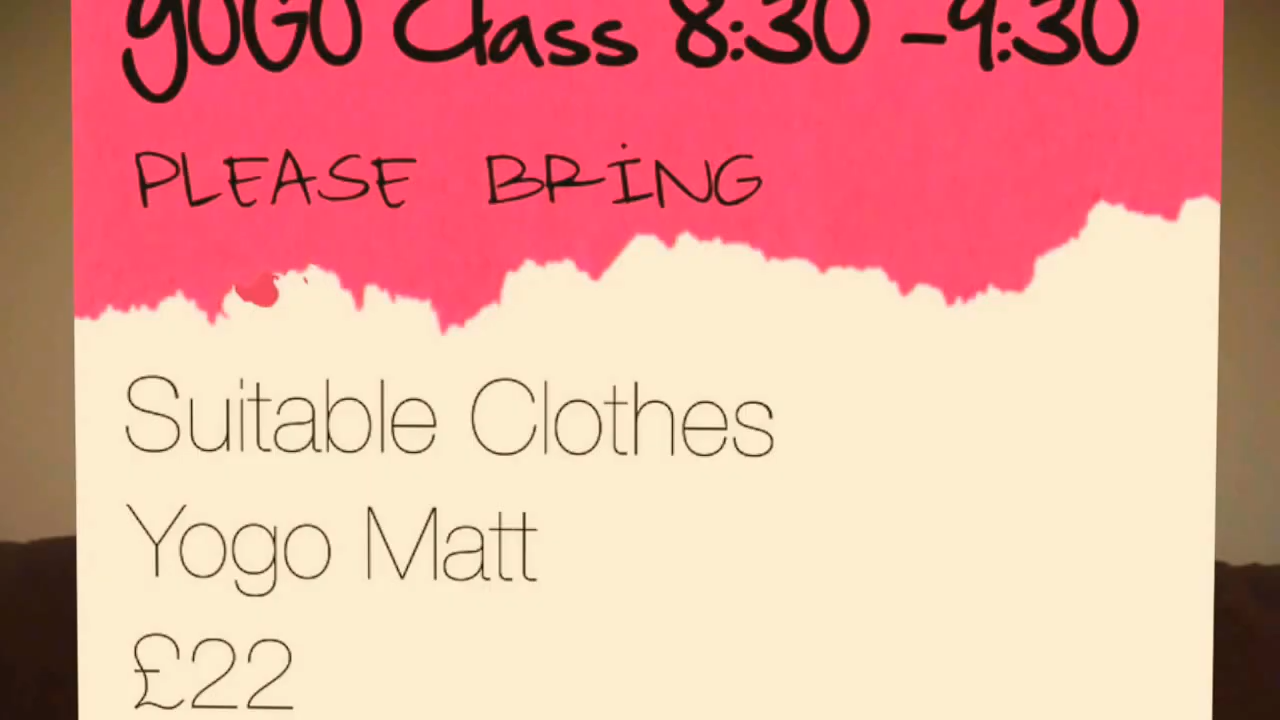 yoGo Class 8:30 -9:30
PLEASE BRiNG
Suitable Clothes
Yogo Matt
£22